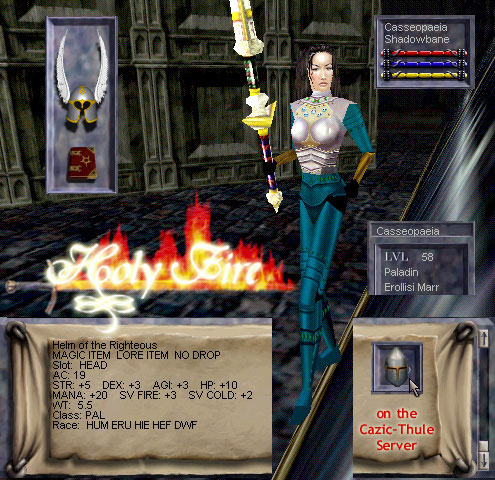 Casseopaeia
Shadowbane
Holy Fire
Casseopaeia
LVL 58
Paladin
Erollisi Marr
Helm of the Righteous
MAGIC ITEM LORE ITEM NO DROP
Slot: HEAD
AC: 19
STR: +5 DEX: +3 AGI: +3 HP: +10
MANA: +20 SV FIRE: +3 SV COLD: +2
WT: 5.5
Class: PAL
Race: HUM ERU HIE HEF DWF
on the
Cazic-Thule
Server